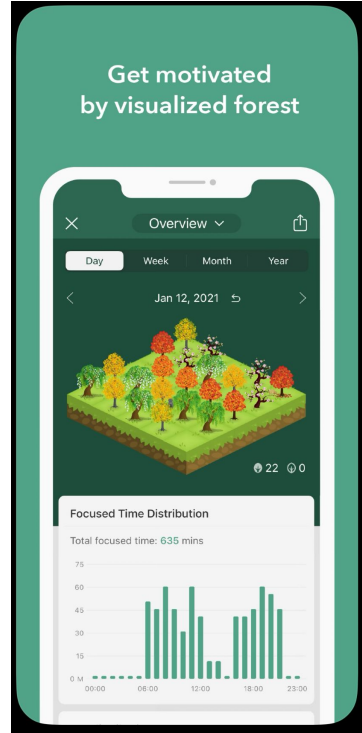 Get motivated
by visualized forest
Overview
Day Week Month Year
Jan 12, 2021
22 0
Focused Time Distribution
Total focused time: 635 mins
75
60
45
30
15
0 M
00:00 06:00 12:00 18:00 23:00